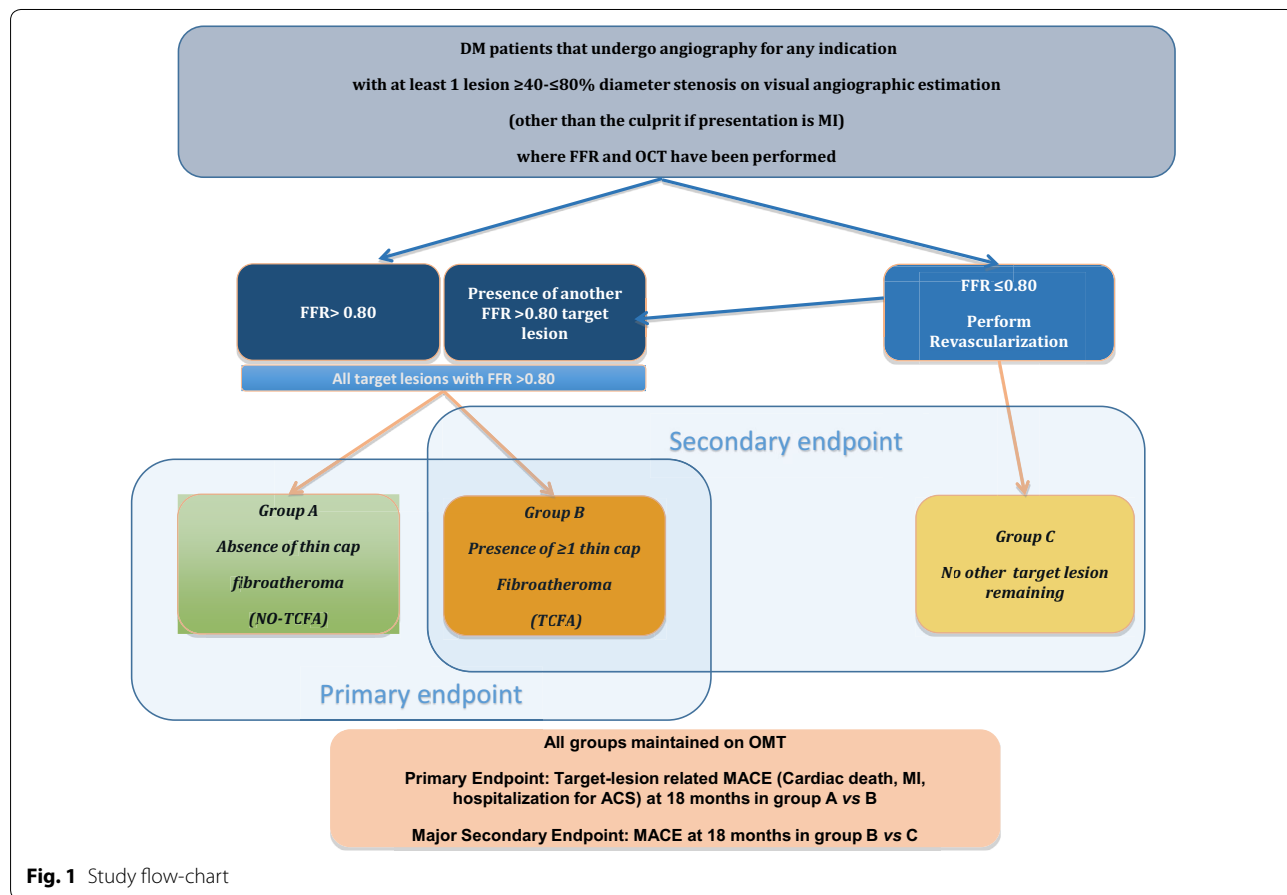 DM patients that undergo angiography for any indication
with at least 1 lesion ≥40-≤80% diameter stenosis on visual angiographic estimation
(other than the culprit if presentation is MI)
where FFR and OCT have been performed
FFR> 0.80
Presence of another
FFR >0.80 target
lesion
FFR ≤0.80
Perform
Revascularization
All target lesions with FFR >0.80
Secondary endpoint
Group A
Absence of thin cap
fibroatheroma
(NO-TCFA)
Group B
Presence of ≥1 thin cap
Fibroatheroma
(TCFA)
Group C
No other target lesion
remaining
Primary endpoint
All groups maintained on OMT
Primary Endpoint: Target-lesion related MACE (Cardiac death, MI,
hospitalization for ACS) at 18 months in group A vs B
Major Secondary Endpoint: MACE at 18 months in group B vs C
Fig. 1 Study flow-chart